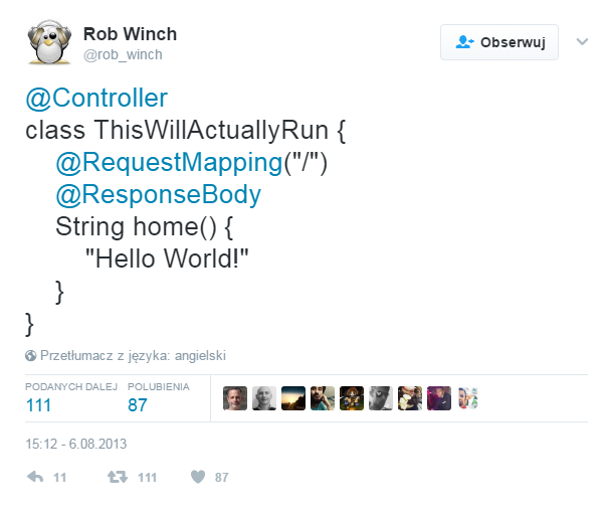 Rob Winch
@rob_winch
Obserwuj
@Controller
class ThisWillActuallyRun {
@RequestMapping("/")
@ResponseBody
String home() {
"Hello World!"
}
}
Przetłumacz z języka: angielski
PODANYCH DALEJ POLUBIENIA
111 87
15:12 - 6.08.2013
11 111 87